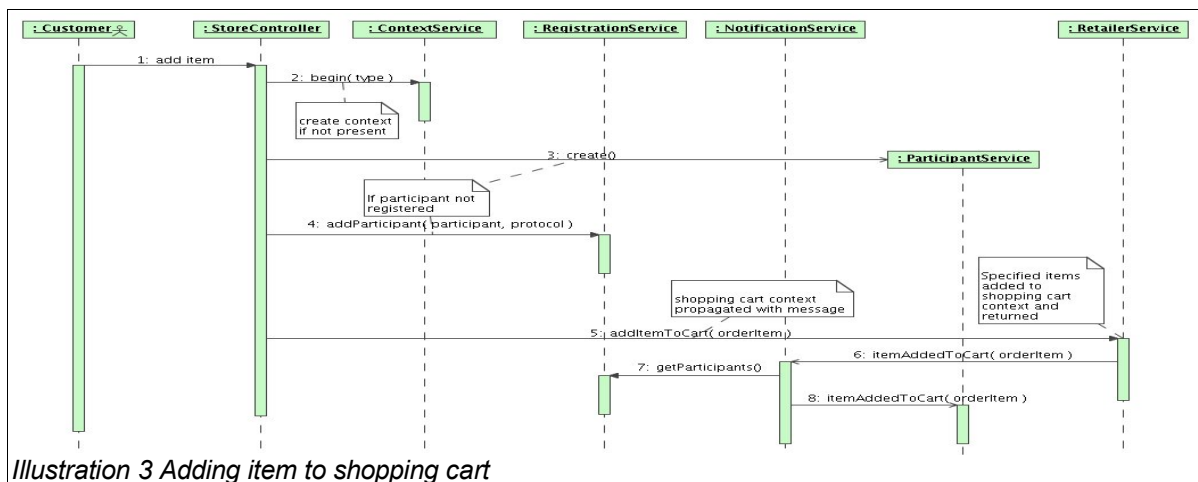 : Customer
: StoreController
: ContextService
: RegistrationService
: NotificationService
: RetailerService
1: add item
2: begin( type )
create context
if not present
3: create()
: ParticipantService
If participant not
registered
4: addParticipant( participant, protocol )
Specified items
added to
shopping cart
context and
returned
shopping cart context
propagated with message
5: addItemToCart( orderItem )
6: itemAddedToCart( orderItem )
7: getParticipants()
8: itemAddedToCart( orderItem )
Illustration 3 Adding item to shopping cart